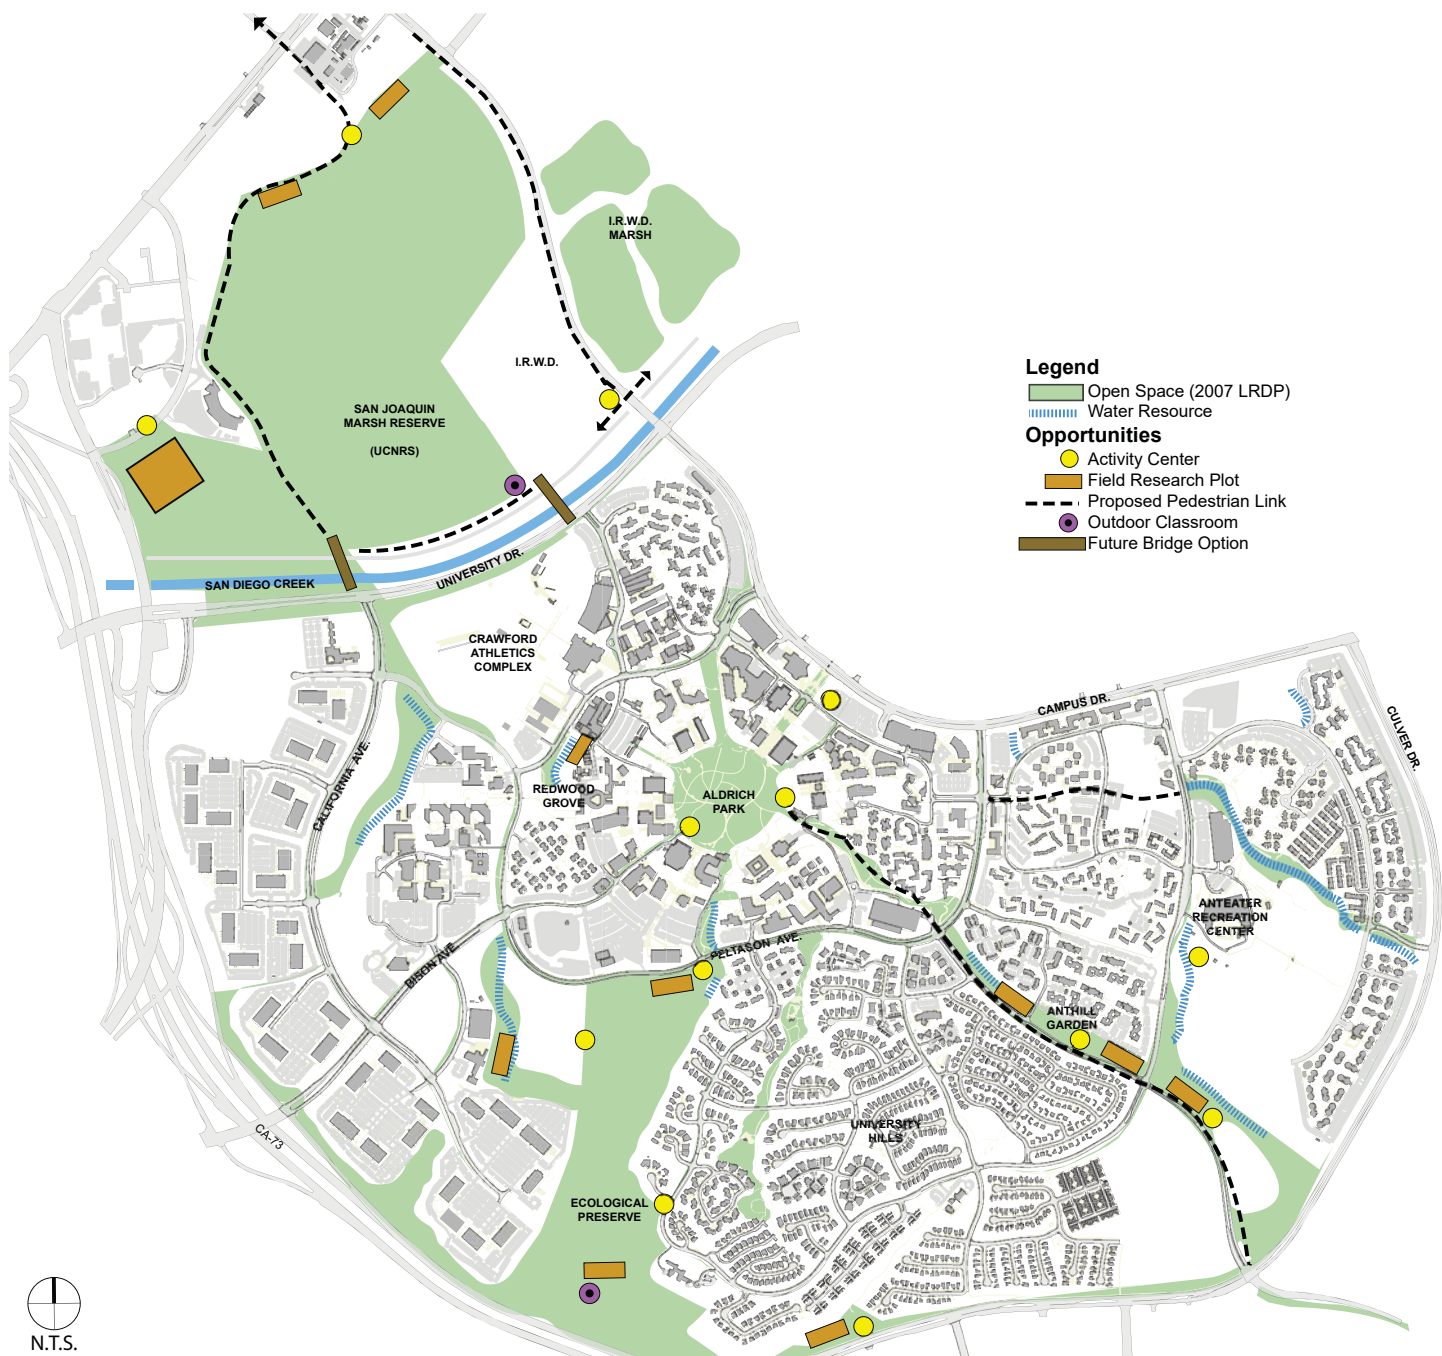 I.R.W.D.
MARSH
I.R.W.D.
SAN JOAQUIN
MARSH RESERVE
(UCNRS)
Legend
Open Space (2007 LRDP)
Water Resource
Opportunities
Activity Center
Field Research Plot
Proposed Pedestrian Link
Outdoor Classroom
Future Bridge Option
SAN DIEGO CREEK
UNIVERSITY DR.
CRAWFORD
ATHLETICS
COMPLEX
CAMPUS DR.
CULVER DR.
CALIFORNIA AVE.
REDWOOD
GROVE
ALDRICH
PARK
ANTEATER
RECREATION
CENTER
PELTASON AVE.
BISON AVE
ANTHILL
GARDEN
UNIVERSITY
HILLS
CA-73
ECOLOGICAL
PRESERVE
N.T.S.